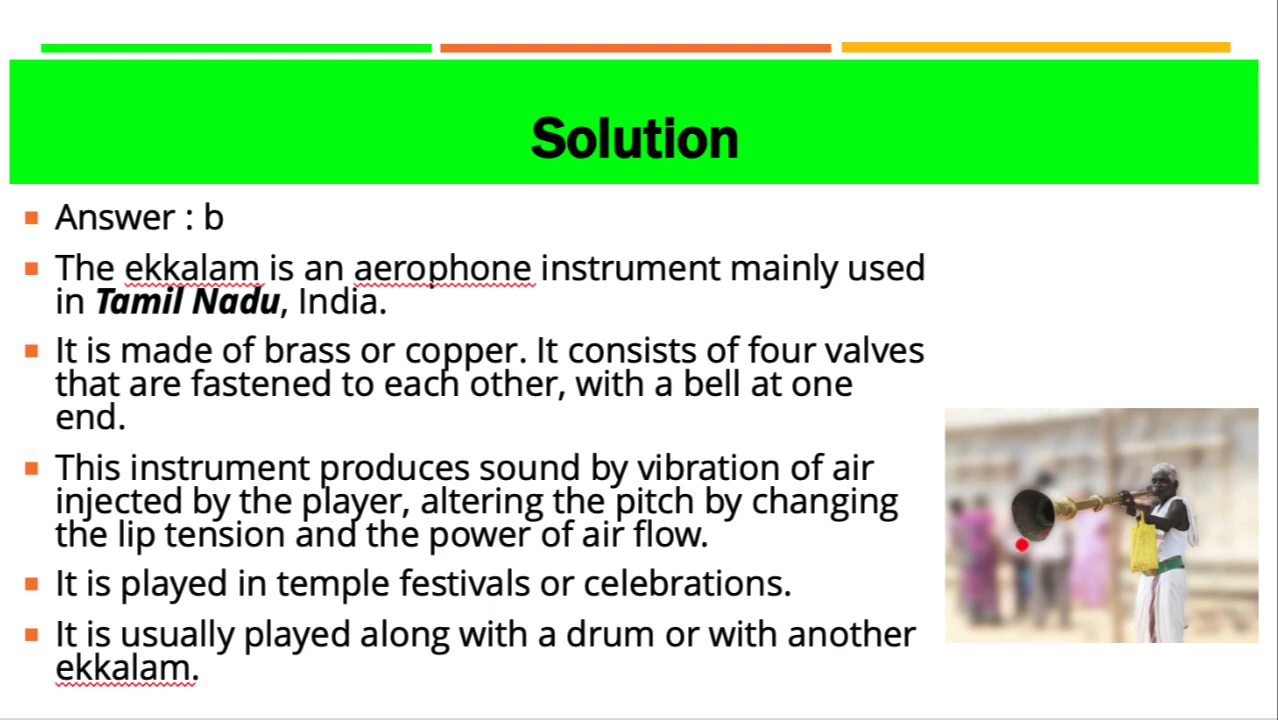 Solution
Answer : b
The ekkalam is an aerophone instrument mainly used
in Tamil Nadu, India.
It is made of brass or copper. It consists of four valves
that are fastened to each other, with a bell at one
end.
This instrument produces sound by vibration of air
injected by the player, altering the pitch by changing
the lip tension and the power of air flow.
It is played in temple festivals or celebrations.
It is usually played along with a drum or with another
ekkalam.